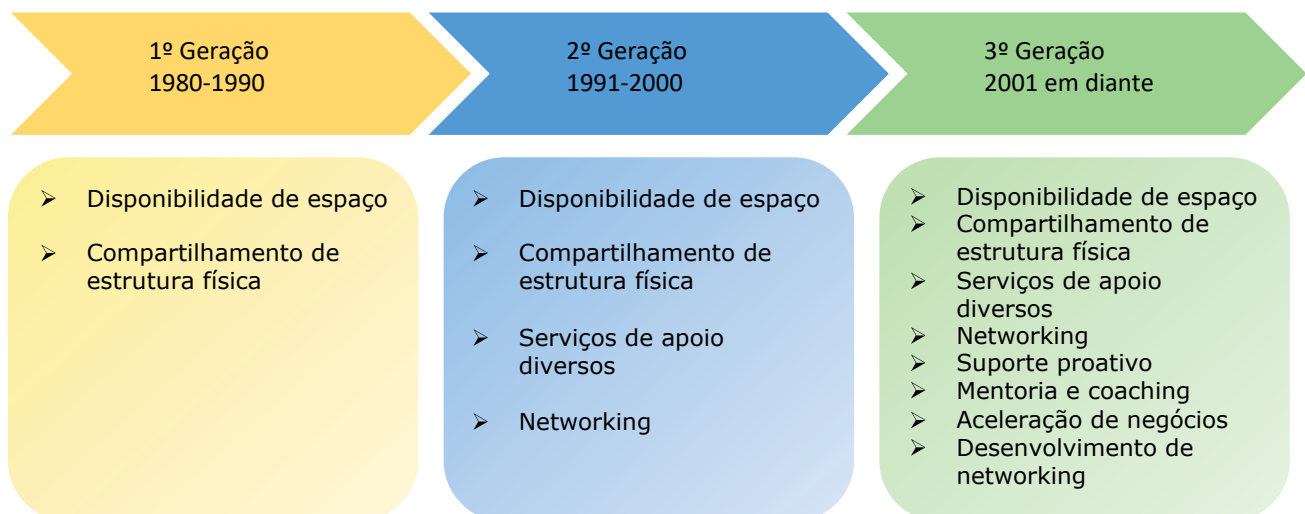 1º Geração
1980-1990
2º Geração
1991-2000
3º Geração
2001 em diante
➢ Disponibilidade de espaço
➢ Compartilhamento de
estrutura física
➢ Disponibilidade de espaço
➢ Compartilhamento de
estrutura física
➢ Serviços de apoio
diversos
➢ Networking
➢ Disponibilidade de espaço
➢ Compartilhamento de
estrutura física
➢ Serviços de apoio
diversos
➢ Networking
➢ Suporte proativo
➢ Mentoria e coaching
➢ Aceleração de negócios
➢ Desenvolvimento de
networking